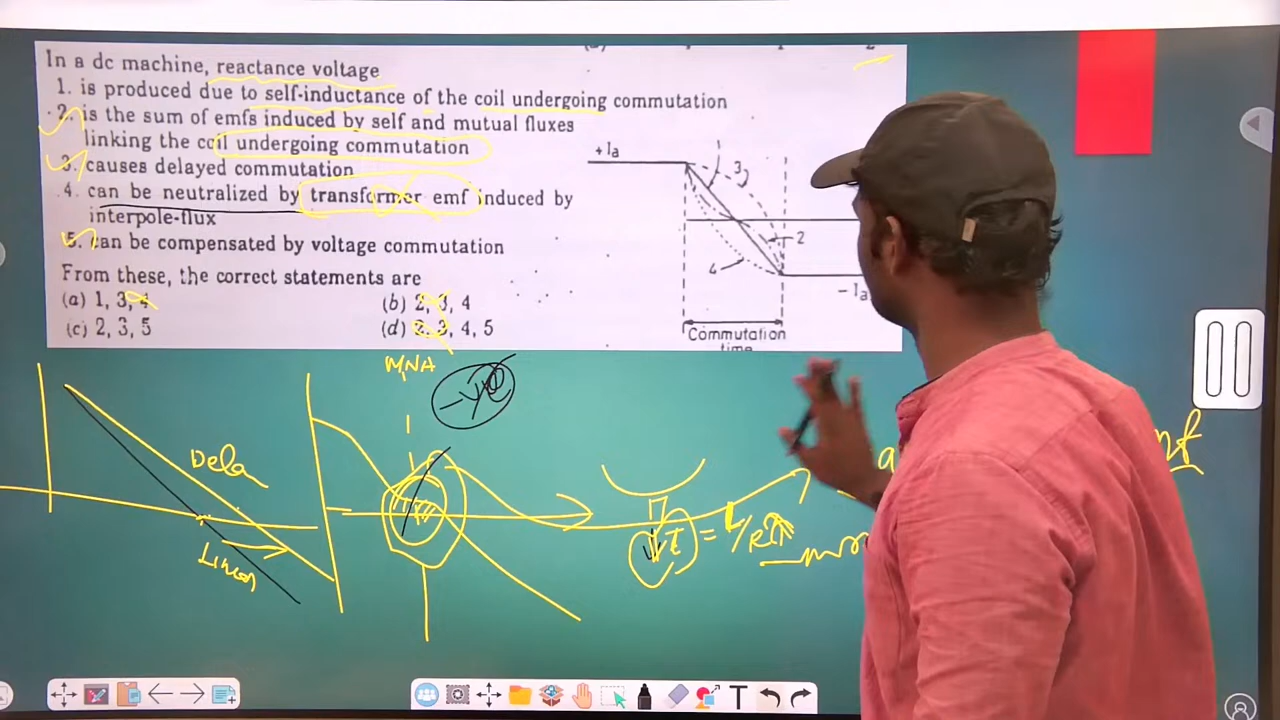 In a dc machine, reactance voltage
1. is produced due to self-inductance of the coil undergoing commutation
2. is the sum of emfs induced by self and mutual fluxes
linking the coil undergoing commutation
3. causes delayed commutation
4. can be neutralized by transformer emf induced by
interpole-flux
5. can be compensated by voltage commutation
From these, the correct statements are
(a) 1, 3, 4
(b) 2, 3, 4
(c) 2, 3, 5
(d) 2, 3, 4, 5
+Ia
3
2
4
-Ia
Commutation
time
MNA
-ve
Dela
Linear
τ = L/R
T